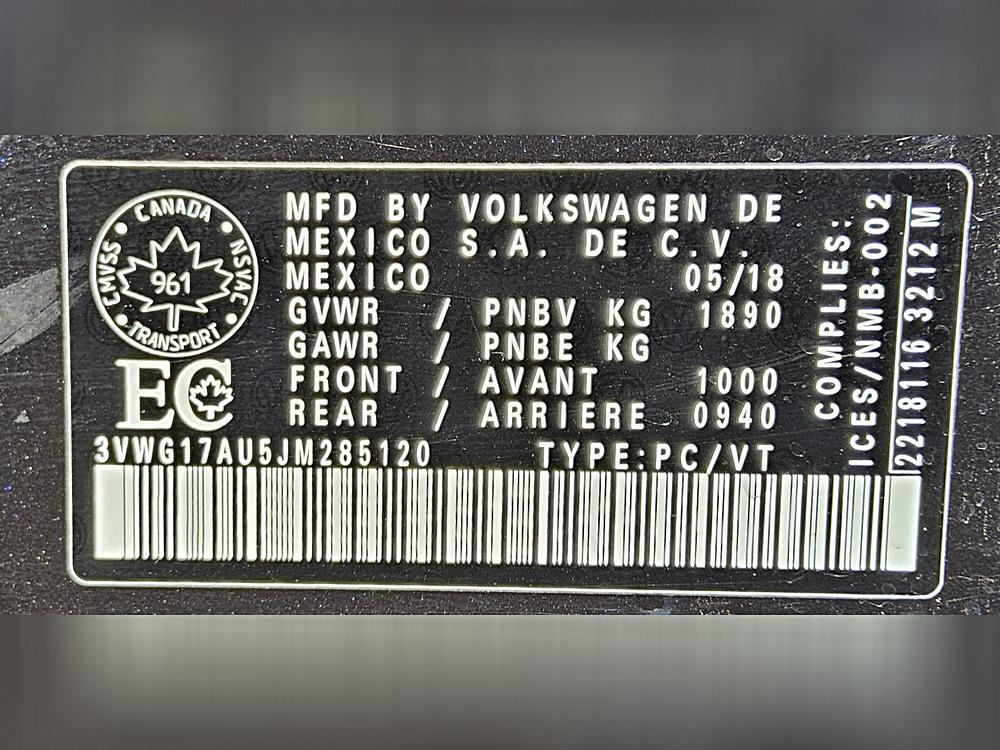 CANADA
CMVSS
NSVAC
961
TRANSPORT
EC
MFD BY VOLKSWAGEN DE
MEXICO S.A. DE C.V.
MEXICO 05/18
GVWR / PNBV KG 1890
GAWR / PNBE KG
FRONT / AVANT 1000
REAR / ARRIERE 0940
3VWG17AU5JM285120 TYPE:PC/VT
COMPLIES:
ICES/NMB-002
2218116 3212 M